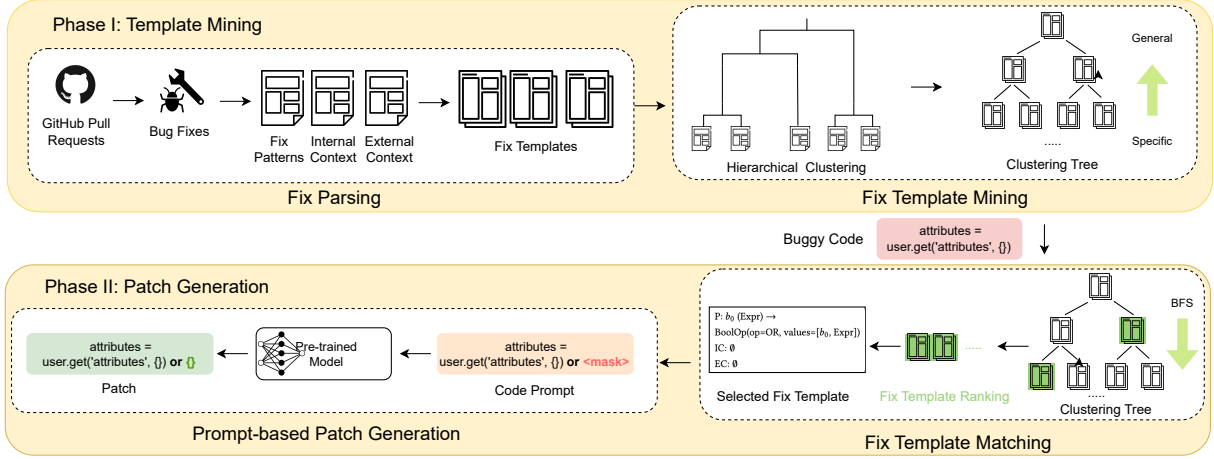 Phase I: Template Mining
GitHub Pull
Requests
Bug Fixes
Fix
Patterns
Internal
Context
External
Context
Fix Templates
Fix Parsing
Hierarchical Clustering
General
Specific
.....
Clustering Tree
Fix Template Mining
Buggy Code
attributes =
user.get('attributes', {})
Phase II: Patch Generation
attributes =
user.get('attributes', {}) or {}
Patch
Pre-trained
Model
attributes =
user.get('attributes', {}) or <mask>
Code Prompt
Prompt-based Patch Generation
P: b₀ (Expr) →
BoolOp(op=OR, values=[b₀, Expr])
IC: ∅
EC: ∅
Selected Fix Template
.....
Fix Template Ranking
BFS
.....
Clustering Tree
Fix Template Matching